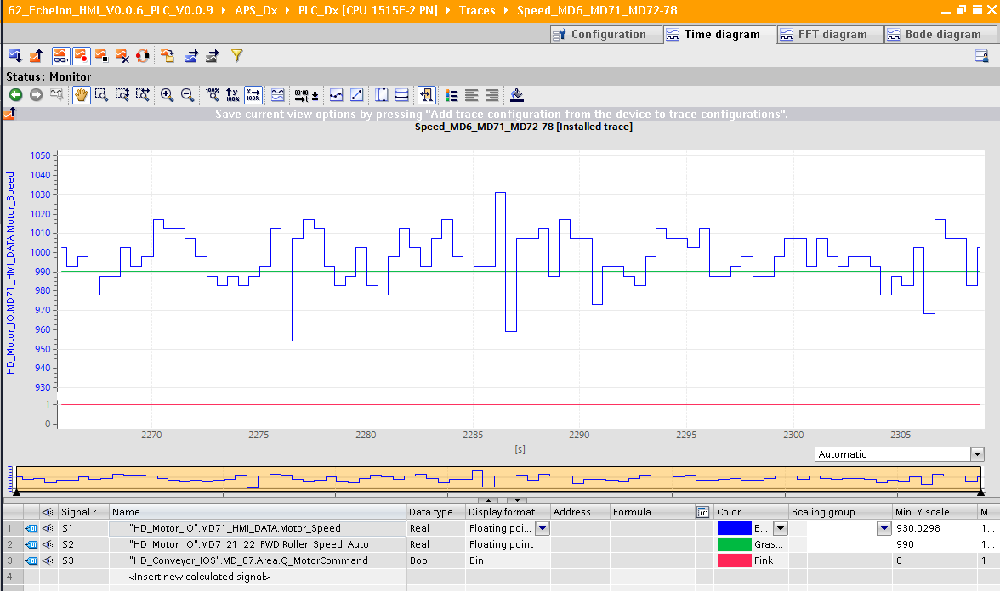 62_Echelon_HMI_V0.0.6_PLC_V0.0.9 ▸ APS_Dx ▸ PLC_Dx [CPU 1515F-2 PN] ▸ Traces ▸ Speed_MD6_MD71_MD72-78
Configuration Time diagram FFT diagram Bode diagram
Status: Monitor
Save current view options by pressing "Add trace configuration from the device to trace configurations".
Speed_MD6_MD71_MD72-78 [Installed trace]
HD_Motor_IO.MD71_HMI_DATA.Motor_Speed
1050
1040
1030
1020
1010
1000
990
980
970
960
950
940
930
1
0
2270 2275 2280 2285 2290 2295 2300 2305
[s]
Automatic
Signal r... Name Data type Display format Address Formula Color Scaling group Min. Y scale M...
1 $1 "HD_Motor_IO".MD71_HMI_DATA.Motor_Speed Real Floating poi... B... 930.0298 1...
2 $2 "HD_Motor_IO".MD7_21_22_FWD.Roller_Speed_Auto Real Floating point Gras... 990 1...
3 $3 "HD_Conveyor_IOS".MD_07.Area.Q_MotorCommand Bool Bin Pink 0 1
4 <Insert new calculated signal>